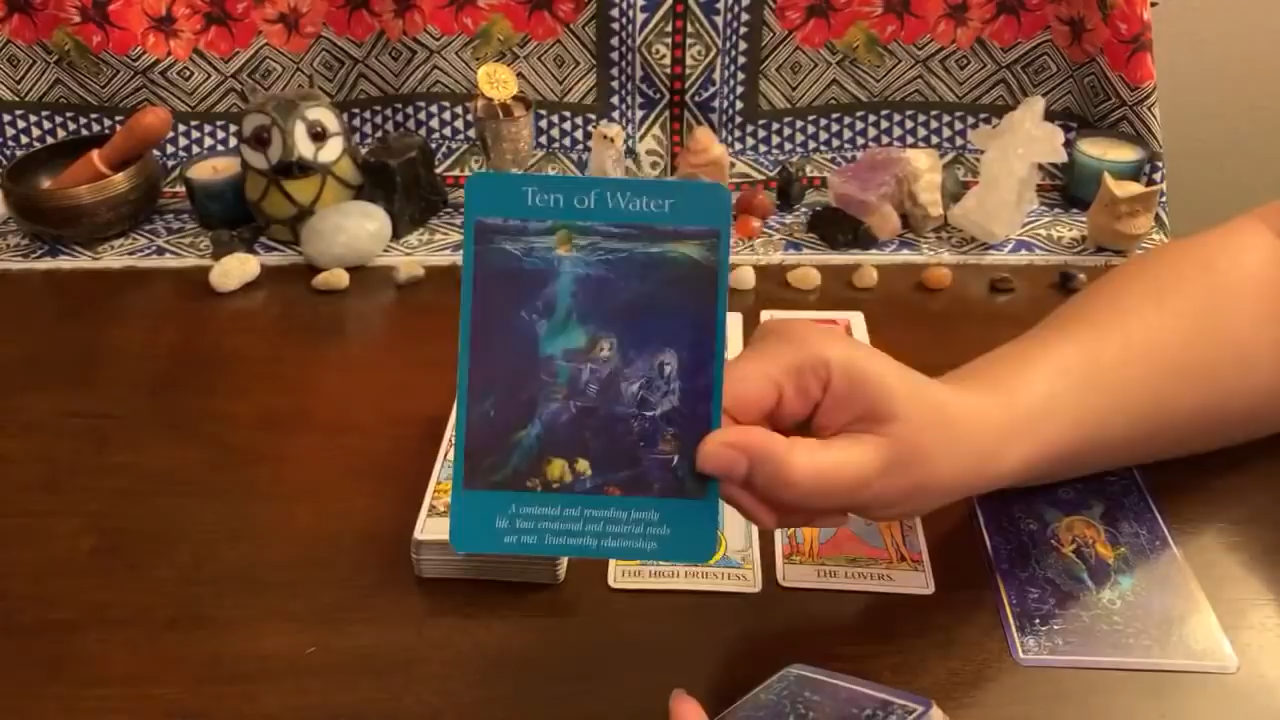 Ten of Water
A contented and rewarding family
life. Your emotional and material needs
are met. Trustworthy relationships.
THE HIGH PRIESTESS.
THE LOVERS.